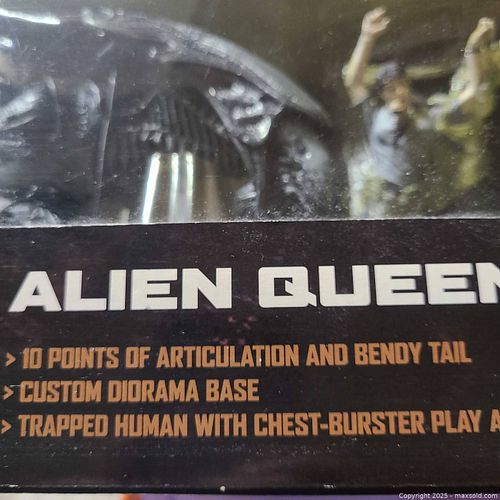 ALIEN QUEEN
> 10 POINTS OF ARTICULATION AND BENDY TAIL
> CUSTOM DIORAMA BASE
> TRAPPED HUMAN WITH CHEST-BURSTER PLAY A
Copyright 2025 - maxsold.com